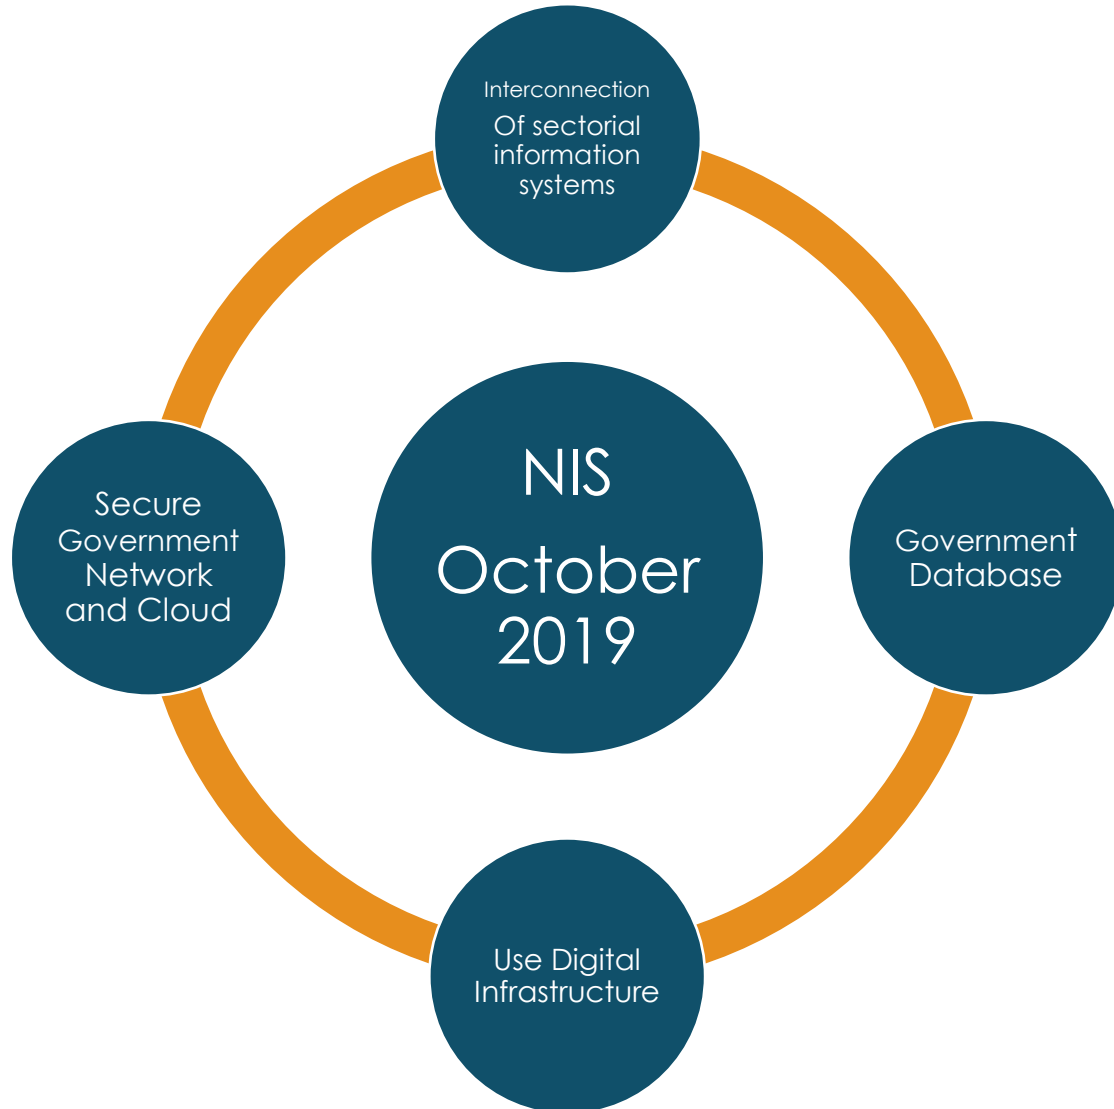 Interconnection
Of sectorial
information
systems
Secure
Government
Network
and Cloud
NIS
October
2019
Government
Database
Use Digital
Infrastructure